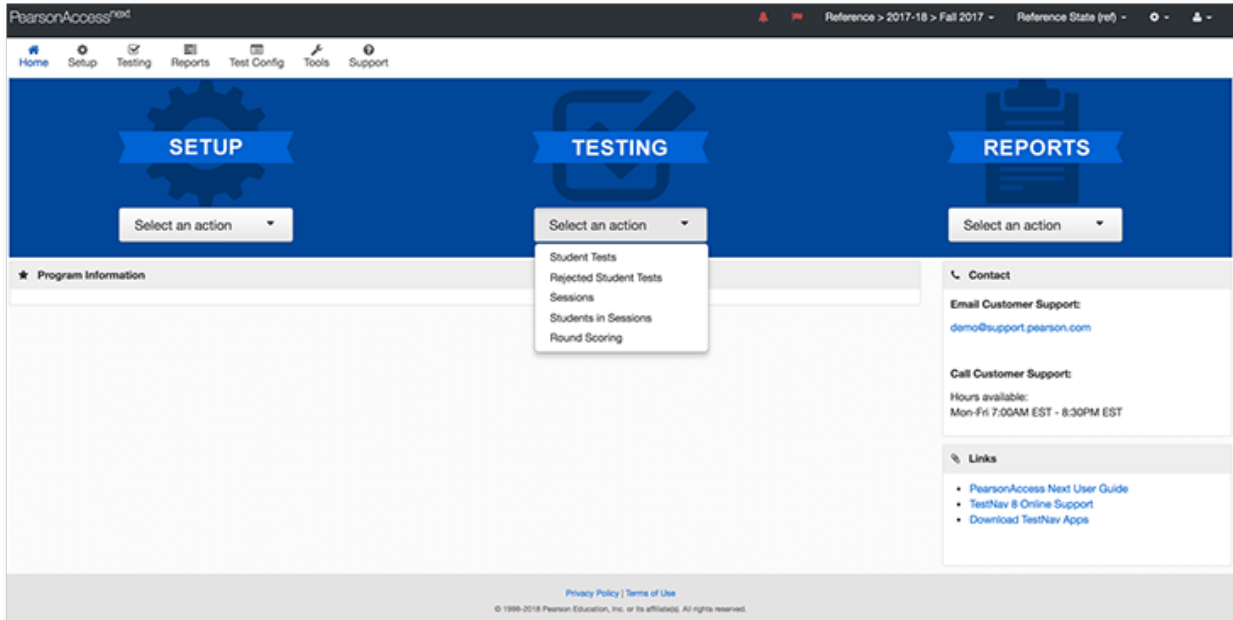 PearsonAccessnext
Reference > 2017-18 > Fall 2017
Reference State (ref)
Home Setup Testing Reports Test Config Tools Support
SETUP
TESTING
REPORTS
Select an action
Select an action
Select an action
Student Tests
Rejected Student Tests
Sessions
Students in Sessions
Round Scoring
Program Information
Contact
Email Customer Support:
demo@support.pearson.com
Call Customer Support:
Hours available:
Mon-Fri 7:00AM EST - 8:30PM EST
Links
PearsonAccess Next User Guide
TestNav 8 Online Support
Download TestNav Apps
Privacy Policy | Terms of Use
© 1998-2018 Pearson Education, Inc. or its affiliate(s). All rights reserved.